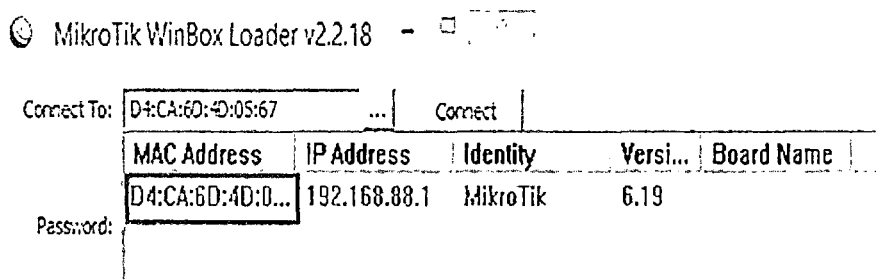 MikroTik WinBox Loader v2.2.18
Connect To: D4:CA:6D:4D:05:67 ... Connect
MAC Address IP Address Identity Versi... Board Name
D4:CA:6D:4D:0... 192.168.88.1 MikroTik 6.19
Password: